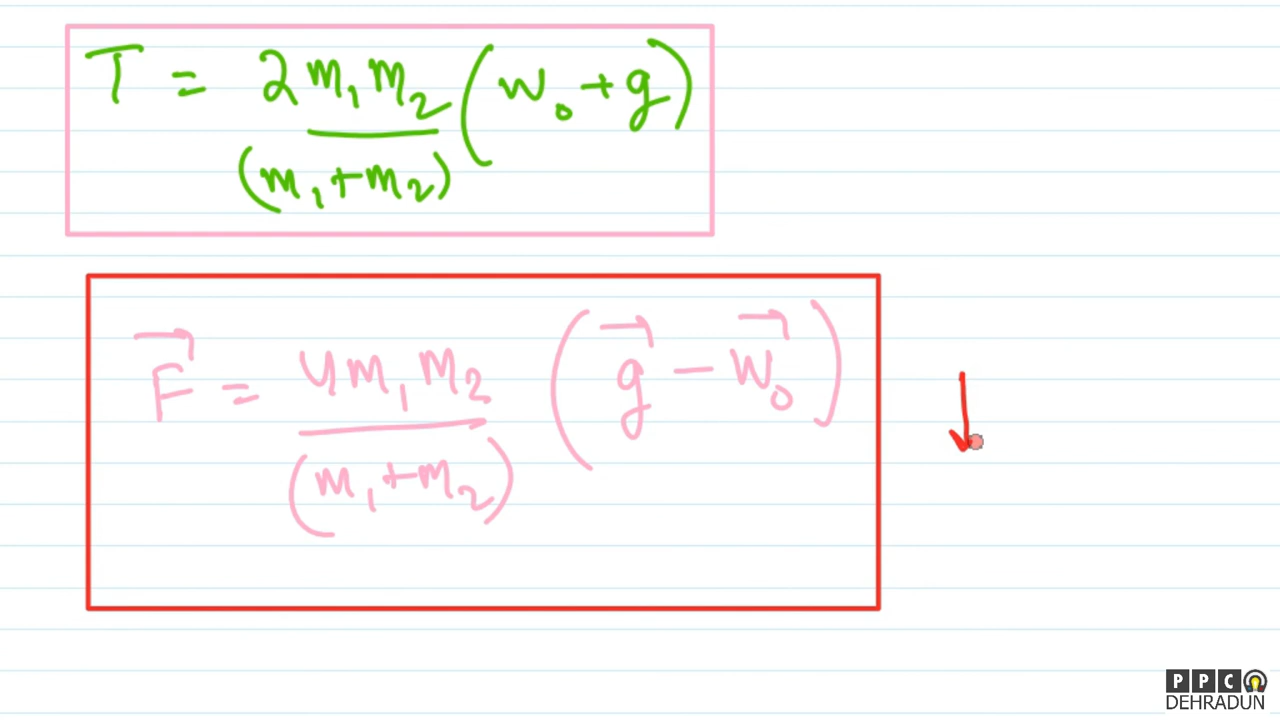 T = 2m₁m₂/(m₁+m₂) (w₀+g)
F⃗ = 4m₁m₂/(m₁+m₂) (g⃗ − w⃗₀)
PPC
DEHRADUN